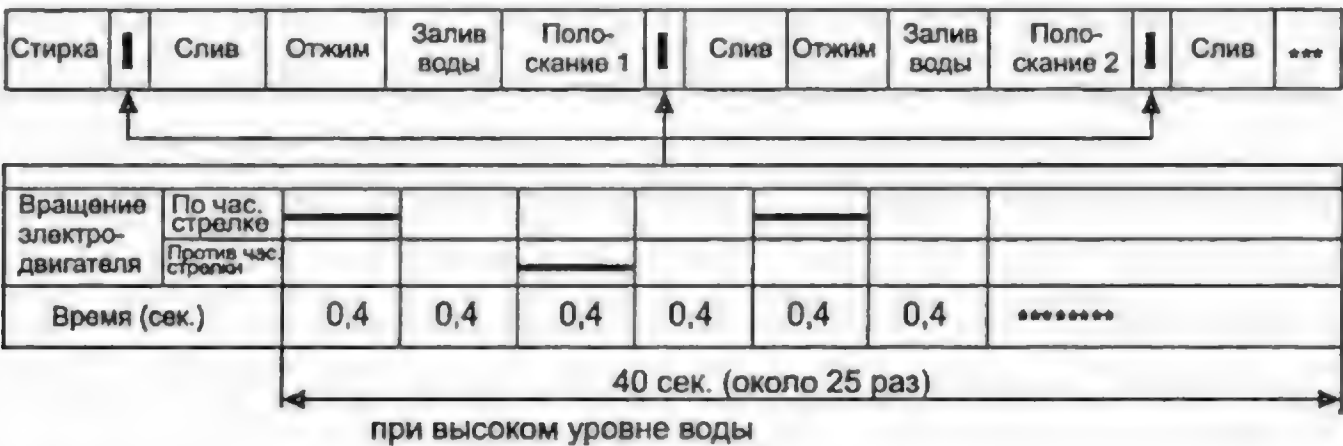 Стирка Слив Отжим Залив воды Поло-скание 1 Слив Отжим Залив воды Поло-скание 2 Слив ***
Вращение электро-двигателя По час. стрелке
Против час. стрелки
Время (сек.) 0,4 0,4 0,4 0,4 0,4 0,4 ********
40 сек. (около 25 раз)
при высоком уровне воды